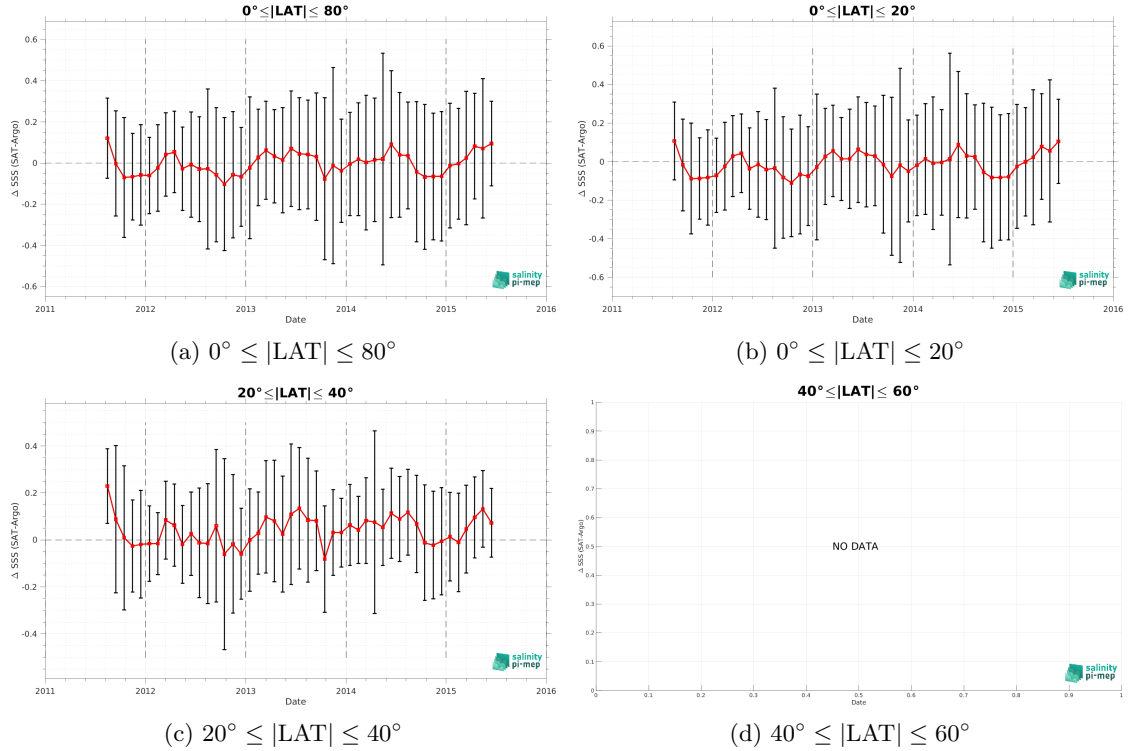 0°≤|LAT|≤ 80°
Δ SSS (SAT-Argo)
0.6
0.4
0.2
0
-0.2
-0.4
-0.6
2011 2012 2013 2014 2015 2016
Date
salinity
pi-mep
(a) 0° ≤ |LAT| ≤ 80°
0°≤|LAT|≤ 20°
Δ SSS (SAT-Argo)
0.6
0.4
0.2
0
-0.2
-0.4
-0.6
2011 2012 2013 2014 2015 2016
Date
salinity
pi-mep
(b) 0° ≤ |LAT| ≤ 20°
20°≤|LAT|≤ 40°
Δ SSS (SAT-Argo)
0.4
0.2
0
-0.2
-0.4
2011 2012 2013 2014 2015 2016
Date
salinity
pi-mep
(c) 20° ≤ |LAT| ≤ 40°
40°≤|LAT|≤ 60°
Δ SSS (SAT-Argo)
1
0.9
0.8
0.7
0.6
0.5
0.4
0.3
0.2
0.1
0
NO DATA
0 0.1 0.2 0.3 0.4 0.5 0.6 0.7 0.8 0.9 1
Date
salinity
pi-mep
(d) 40° ≤ |LAT| ≤ 60°